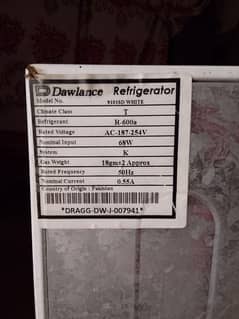 Dawlance Refrigerator
Model No. 9101SD WHITE
Climate Class T
Refrigerant R-600a
Rated Voltage AC-187-254V
Nominal Input 68W
System K
Gas Weight 18gm±2 Approx
Rated Frequency 50Hz
Nominal Current 0.55A
Country of Origin - Pakistan
*DRAGG-DW-J-007941*